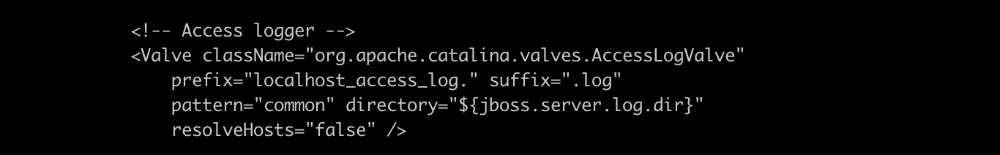 <!-- Access logger -->
<Valve className="org.apache.catalina.valves.AccessLogValve"
prefix="localhost_access_log." suffix=".log"
pattern="common" directory="${jboss.server.log.dir}"
resolveHosts="false" />